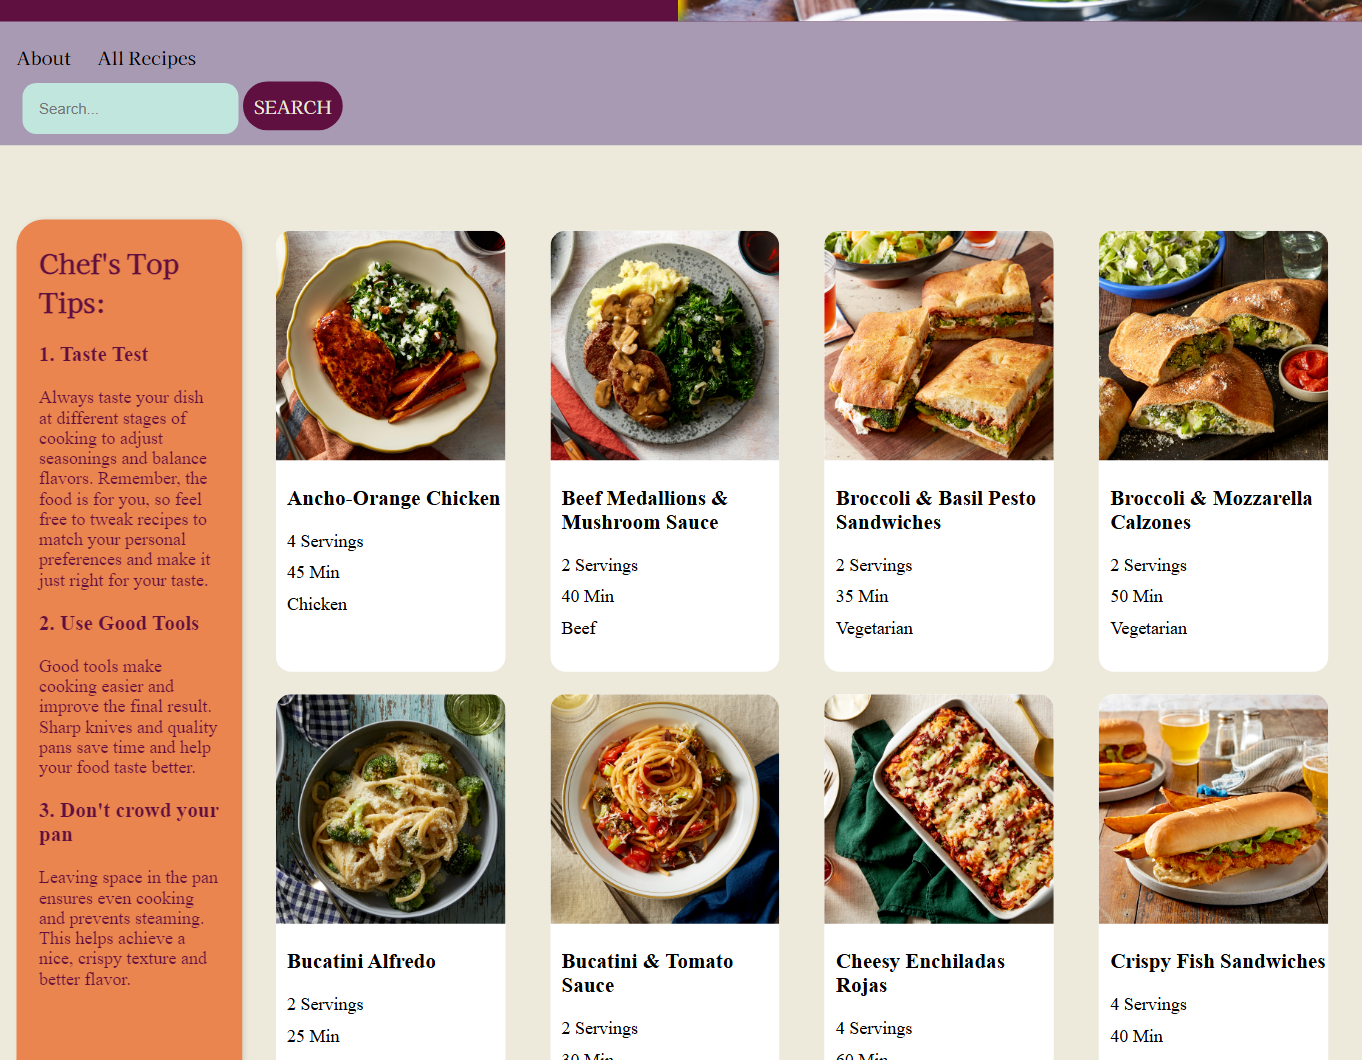 About All Recipes
Search...
SEARCH
Chef's Top
Tips:
1. Taste Test
Always taste your dish
at different stages of
cooking to adjust
seasonings and balance
flavors. Remember, the
food is for you, so feel
free to tweak recipes to
match your personal
preferences and make it
just right for your taste.
2. Use Good Tools
Good tools make
cooking easier and
improve the final result.
Sharp knives and quality
pans save time and help
your food taste better.
3. Don't crowd your
pan
Leaving space in the pan
ensures even cooking
and prevents steaming.
This helps achieve a
nice, crispy texture and
better flavor.
Ancho-Orange Chicken
4 Servings
45 Min
Chicken
Beef Medallions &
Mushroom Sauce
2 Servings
40 Min
Beef
Broccoli & Basil Pesto
Sandwiches
2 Servings
35 Min
Vegetarian
Broccoli & Mozzarella
Calzones
2 Servings
50 Min
Vegetarian
Bucatini Alfredo
2 Servings
25 Min
Bucatini & Tomato
Sauce
2 Servings
30 Min
Cheesy Enchiladas
Rojas
4 Servings
60 Min
Crispy Fish Sandwiches
4 Servings
40 Min